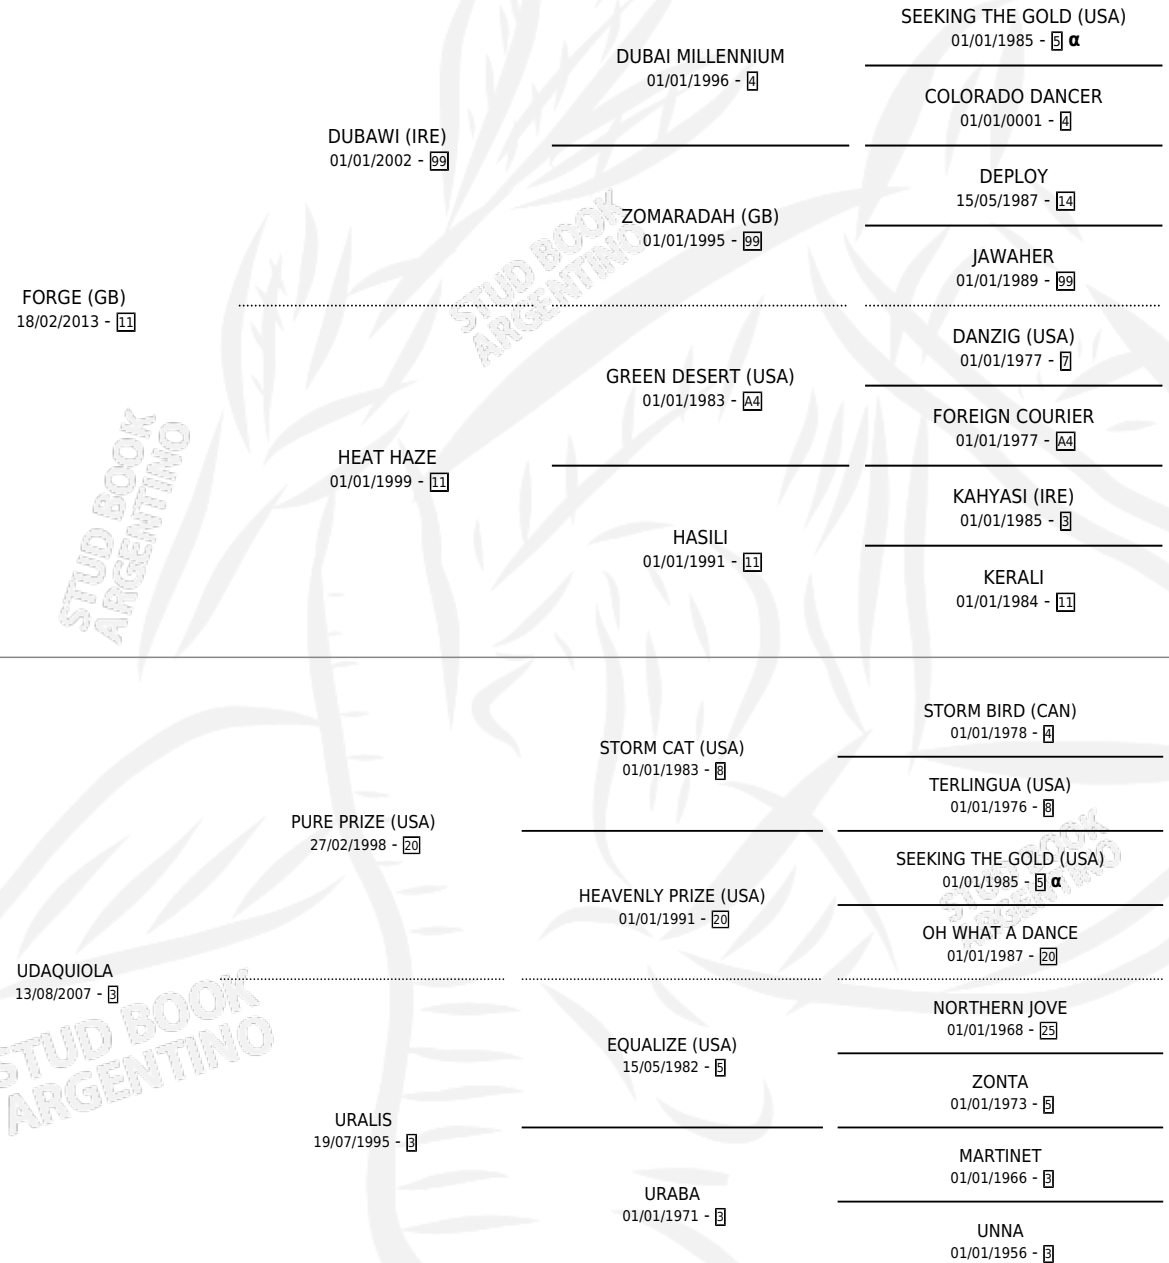 SEEKING THE GOLD (USA)
01/01/1985 - 5 α
DUBAI MILLENNIUM
01/01/1996 - 4
COLORADO DANCER
01/01/0001 - 4
DUBAWI (IRE)
01/01/2002 - 99
DEPLOY
15/05/1987 - 14
ZOMARADAH (GB)
01/01/1995 - 99
JAWAHER
01/01/1989 - 99
FORGE (GB)
18/02/2013 - 11
DANZIG (USA)
01/01/1977 - 7
GREEN DESERT (USA)
01/01/1983 - A4
FOREIGN COURIER
01/01/1977 - A4
HEAT HAZE
01/01/1999 - 11
KAHYASI (IRE)
01/01/1985 - 3
HASILI
01/01/1991 - 11
KERALI
01/01/1984 - 11
STORM BIRD (CAN)
01/01/1978 - 4
STORM CAT (USA)
01/01/1983 - 8
TERLINGUA (USA)
01/01/1976 - 8
PURE PRIZE (USA)
27/02/1998 - 20
SEEKING THE GOLD (USA)
01/01/1985 - 5 α
HEAVENLY PRIZE (USA)
01/01/1991 - 20
OH WHAT A DANCE
01/01/1987 - 20
UDAQUIOLA
13/08/2007 - 3
NORTHERN JOVE
01/01/1968 - 25
EQUALIZE (USA)
15/05/1982 - 5
ZONTA
01/01/1973 - 5
URALIS
19/07/1995 - 3
MARTINET
01/01/1966 - 3
URABA
01/01/1971 - 3
UNNA
01/01/1956 - 3
STUD BOOK
ARGENTINO
STUD BOOK
ARGENTINO
STUD BOOK
ARGENTINO
STUD BOOK
ARGENTINO